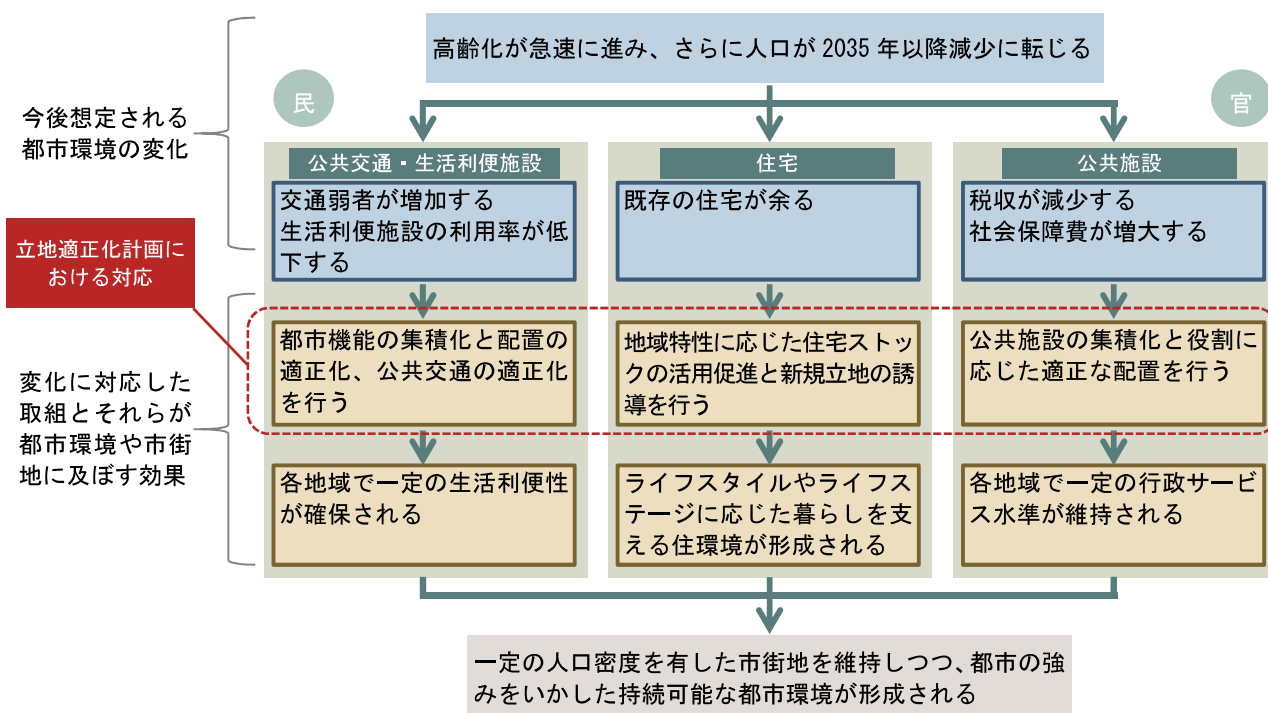 高齢化が急速に進み、さらに人口が2035年以降減少に転じる
民
官
今後想定される
都市環境の変化
公共交通・生活利便施設
交通弱者が増加する
生活利便施設の利用率が低
下する
住宅
既存の住宅が余る
公共施設
税収が減少する
社会保障費が増大する
立地適正化計画に
おける対応
変化に対応した
取組とそれらが
都市環境や市街
地に及ぼす効果
都市機能の集積化と配置の
適正化、公共交通の適正化
を行う
地域特性に応じた住宅ストッ
クの活用促進と新規立地の誘
導を行う
公共施設の集積化と役割に
応じた適正な配置を行う
各地域で一定の生活利便性
が確保される
ライフスタイルやライフス
テージに応じた暮らしを支
える住環境が形成される
各地域で一定の行政サービ
ス水準が維持される
一定の人口密度を有した市街地を維持しつつ、都市の強
みをいかした持続可能な都市環境が形成される